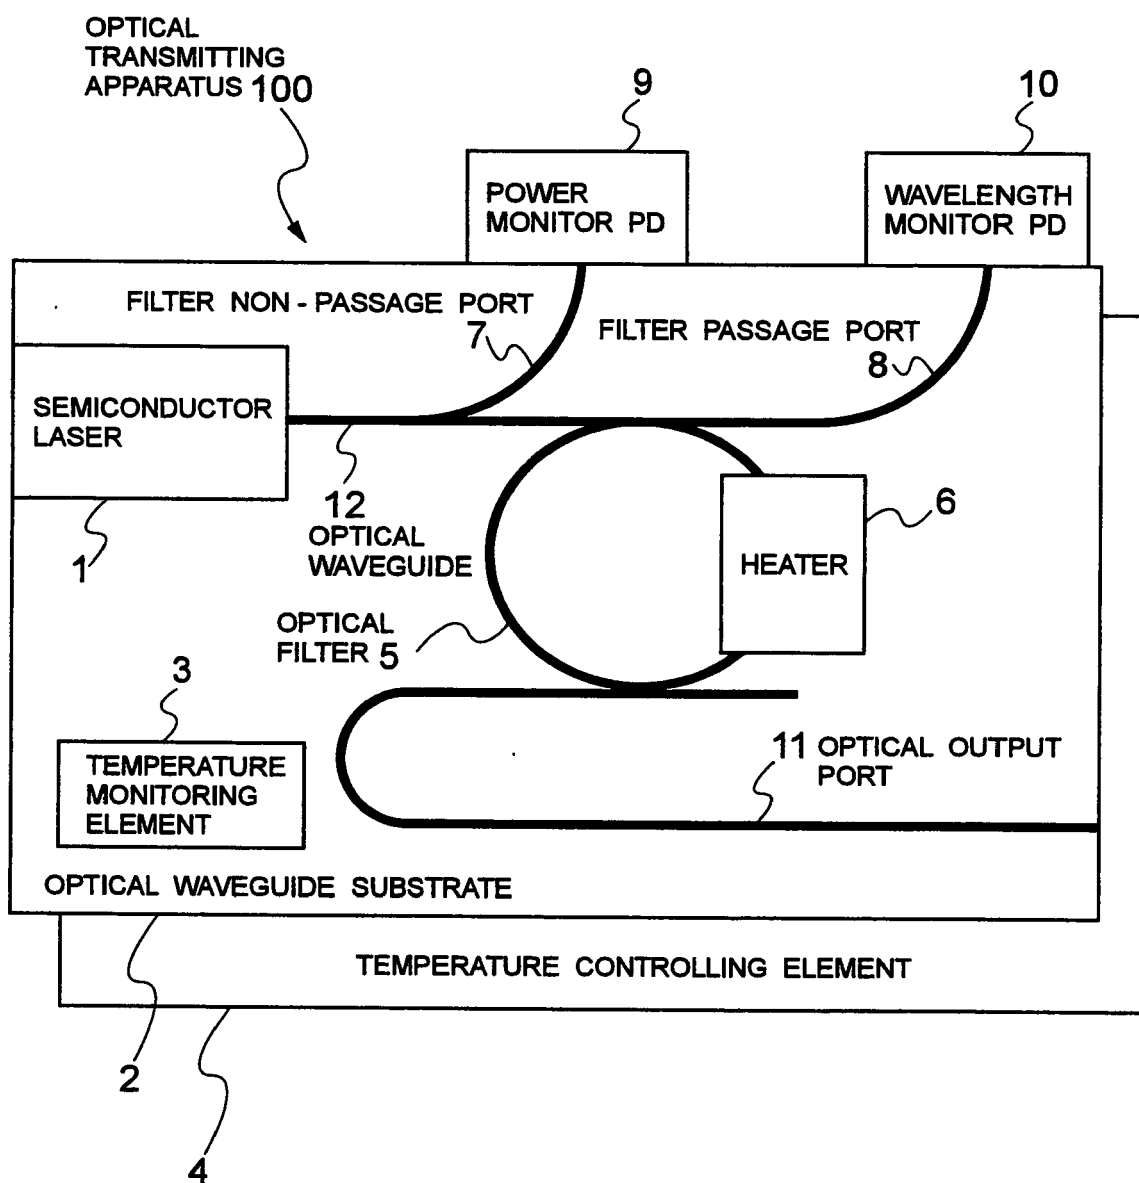 OPTICAL
TRANSMITTING
APPARATUS 100
9
10
POWER
MONITOR PD
WAVELENGTH
MONITOR PD
FILTER NON-PASSAGE PORT
7
FILTER PASSAGE PORT
8
SEMICONDUCTOR
LASER
1
12
OPTICAL
WAVEGUIDE
6
HEATER
OPTICAL
FILTER 5
3
TEMPERATURE
MONITORING
ELEMENT
11 OPTICAL OUTPUT
PORT
OPTICAL WAVEGUIDE SUBSTRATE
TEMPERATURE CONTROLLING ELEMENT
2
4